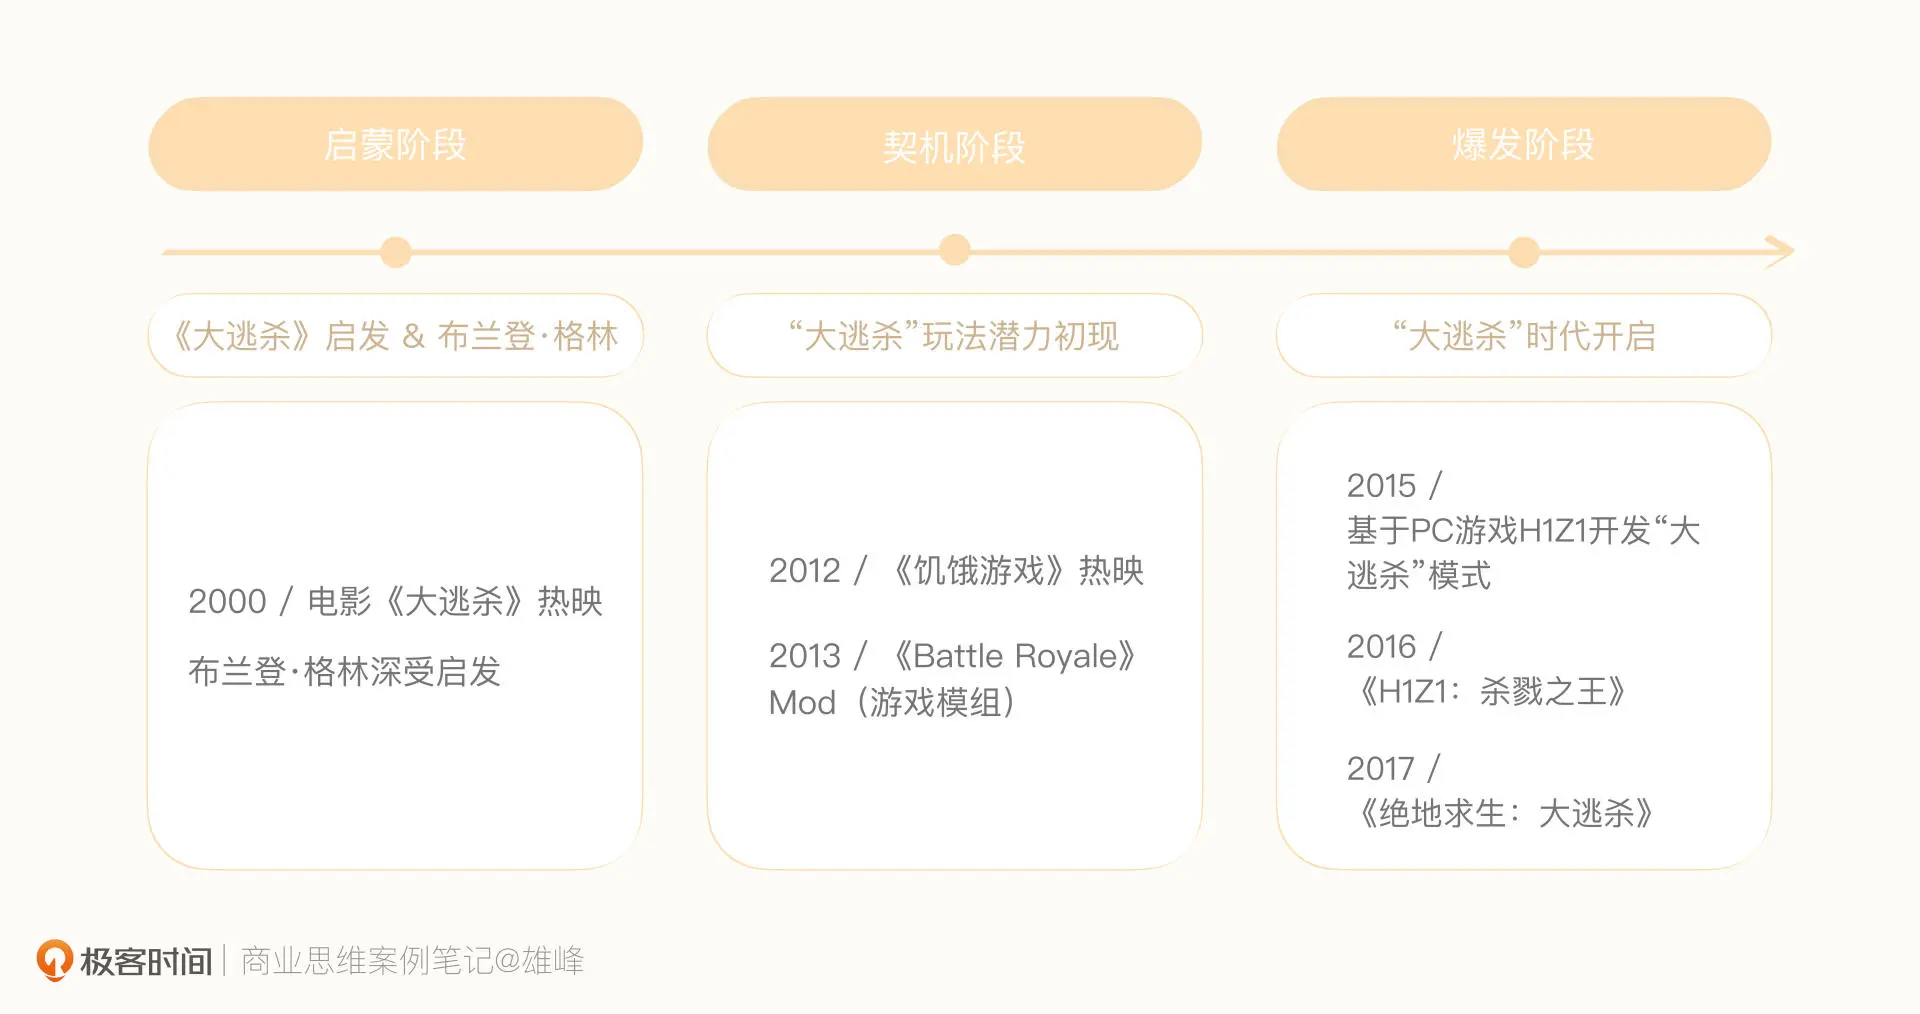 启蒙阶段
契机阶段
爆发阶段
《大逃杀》启发 & 布兰登·格林
“大逃杀”玩法潜力初现
“大逃杀”时代开启
2000 / 电影《大逃杀》热映
布兰登·格林深受启发
2012 / 《饥饿游戏》热映
2013 / 《Battle Royale》
Mod（游戏模组）
2015 /
基于PC游戏H1Z1开发“大
逃杀”模式
2016 /
《H1Z1：杀戮之王》
2017 /
《绝地求生：大逃杀》
极客时间 | 商业思维案例笔记@雄峰